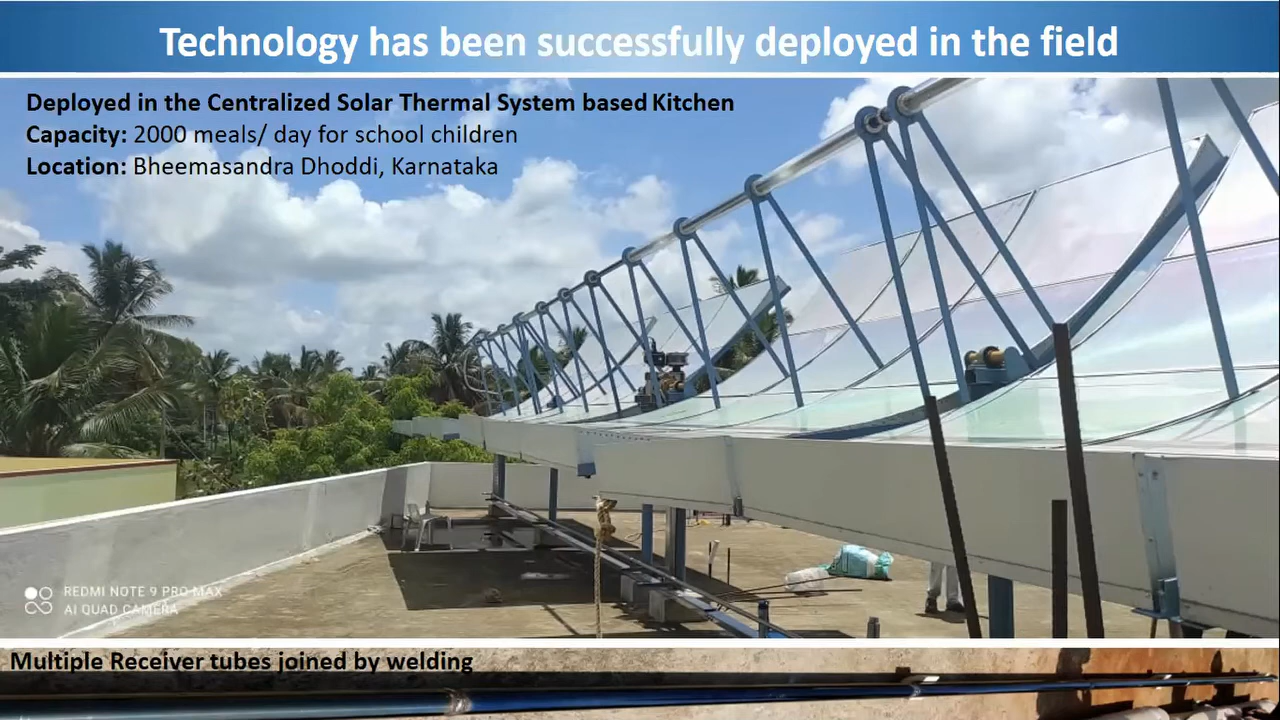 Technology has been successfully deployed in the field
Deployed in the Centralized Solar Thermal System based Kitchen
Capacity: 2000 meals/ day for school children
Location: Bheemasandra Dhoddi, Karnataka
REDMI NOTE 9 PRO MAX
AI QUAD CAMERA
Multiple Receiver tubes joined by welding